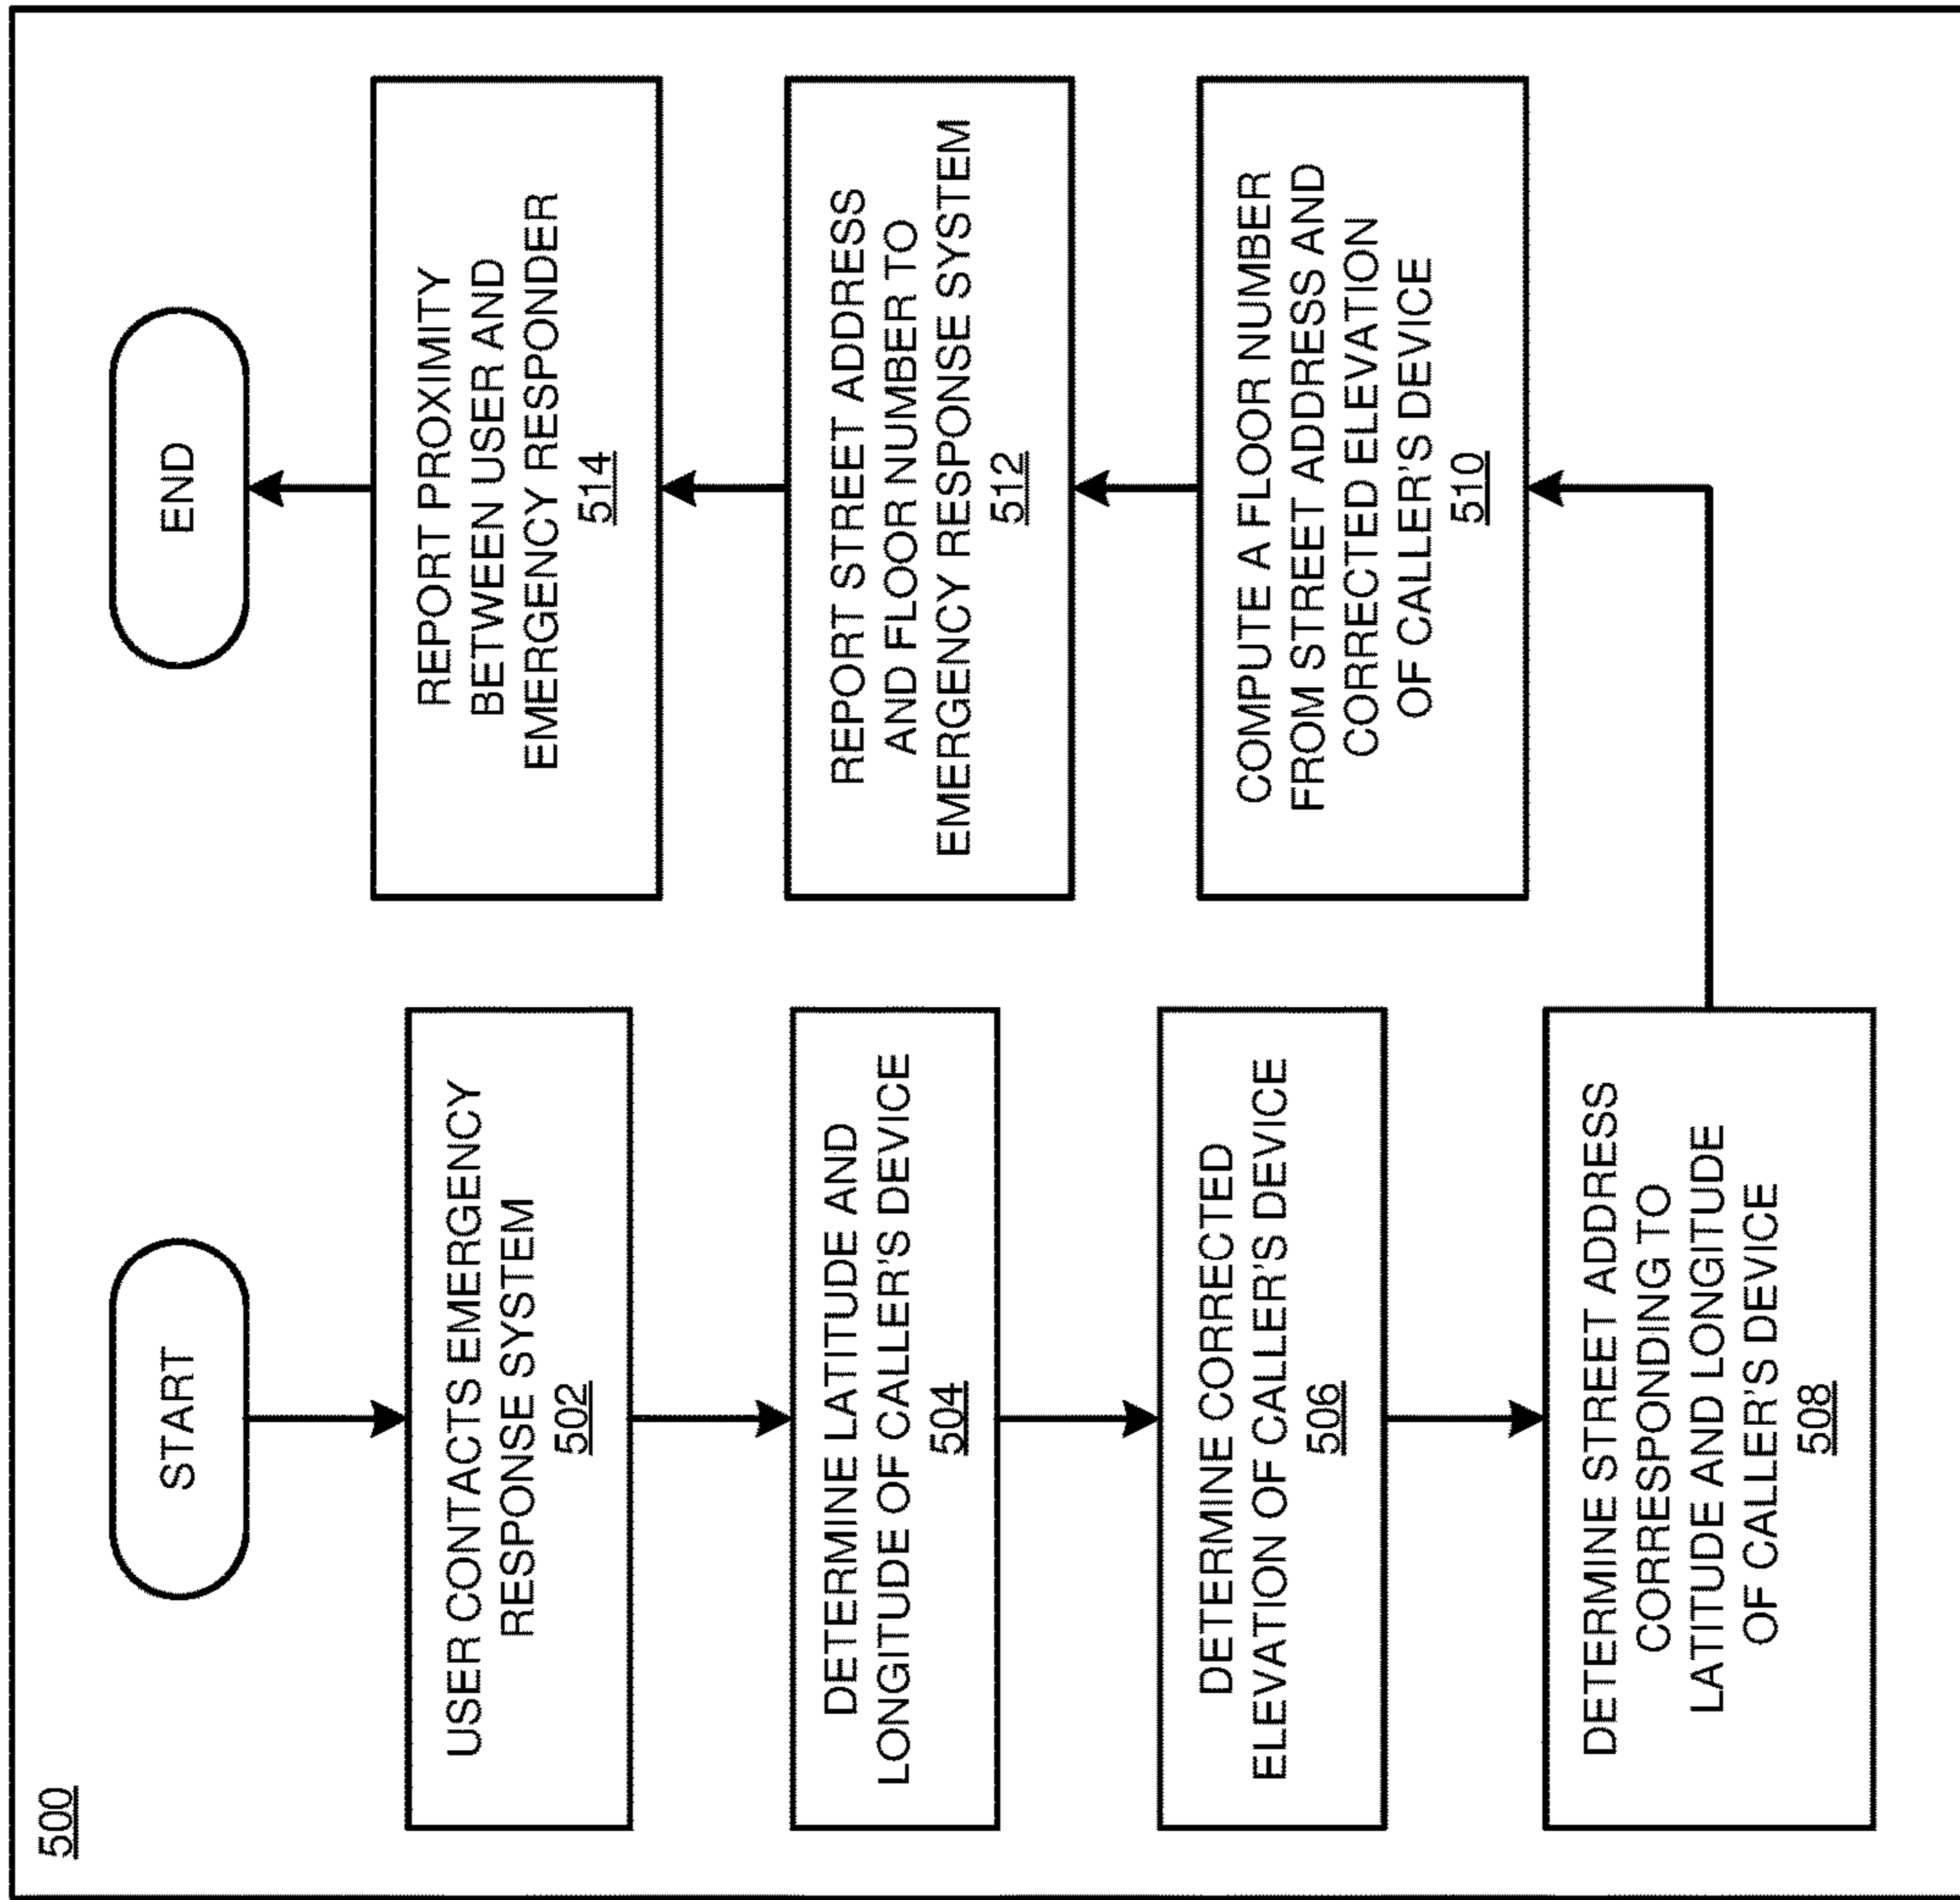 500
START
USER CONTACTS EMERGENCY
RESPONSE SYSTEM
502
DETERMINE LATITUDE AND
LONGITUDE OF CALLER'S DEVICE
504
DETERMINE CORRECTED
ELEVATION OF CALLER'S DEVICE
506
DETERMINE STREET ADDRESS
CORRESPONDING TO
LATITUDE AND LONGITUDE
OF CALLER'S DEVICE
508
COMPUTE A FLOOR NUMBER
FROM STREET ADDRESS AND
CORRECTED ELEVATION
OF CALLER'S DEVICE
510
REPORT STREET ADDRESS
AND FLOOR NUMBER TO
EMERGENCY RESPONSE SYSTEM
512
REPORT PROXIMITY
BETWEEN USER AND
EMERGENCY RESPONDER
514
END